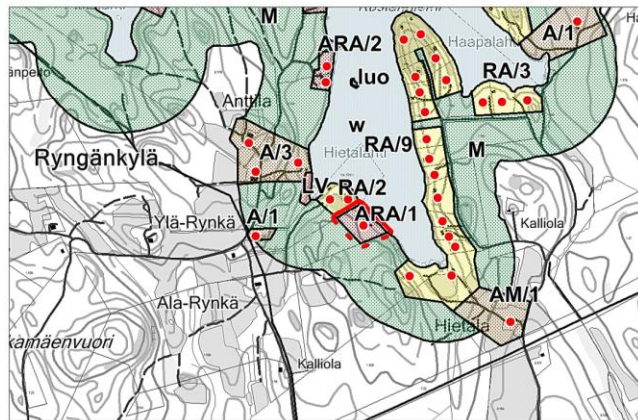 M
ARA/2
Haapalahti
A/1
luo
RA/3
Anttila
w
RA/9
Ryngänkylä
A/3
Hietalahti
M
LV
RA/2
A/1
ARA/1
Ylä-Rynkä
Kalliola
Ala-Rynkä
AM/1
Hietala
kamäenvuori
Kalliola